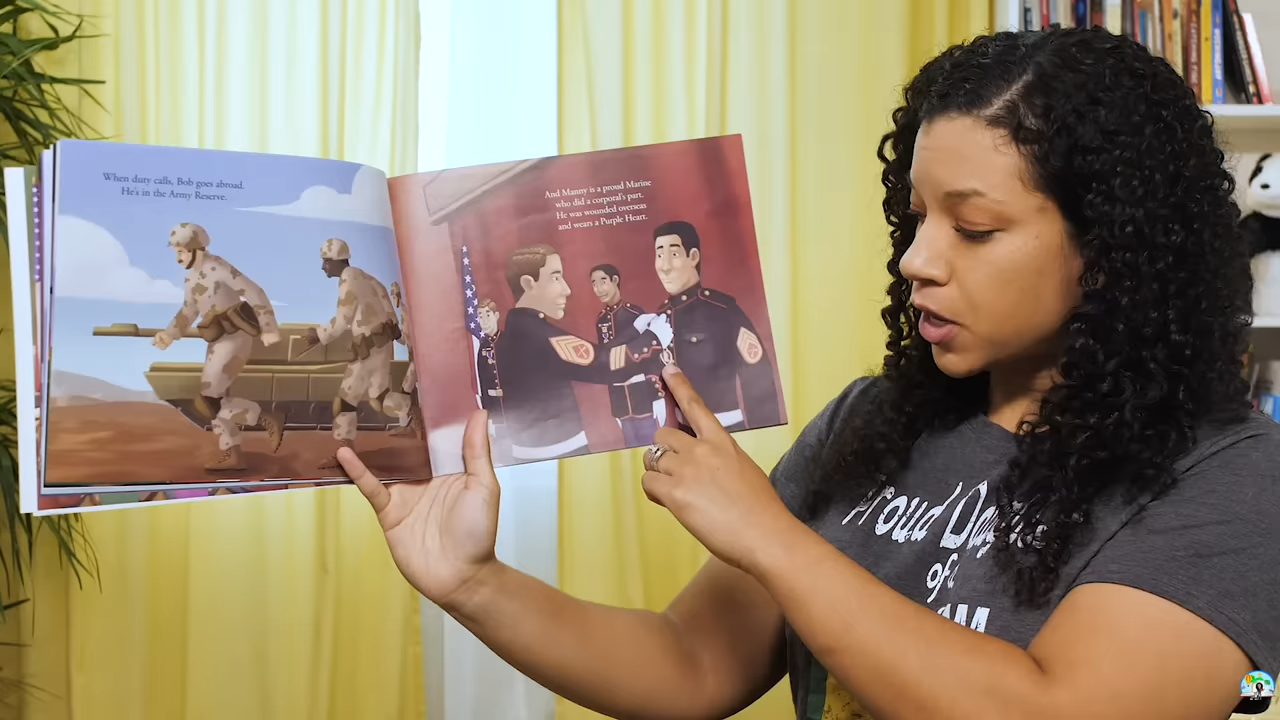 When duty calls, Bob goes abroad.
He's in the Army Reserve.
And Manny is a proud Marine
who did a corporal's part.
He was wounded overseas
and wears a Purple Heart.
Proud
of a